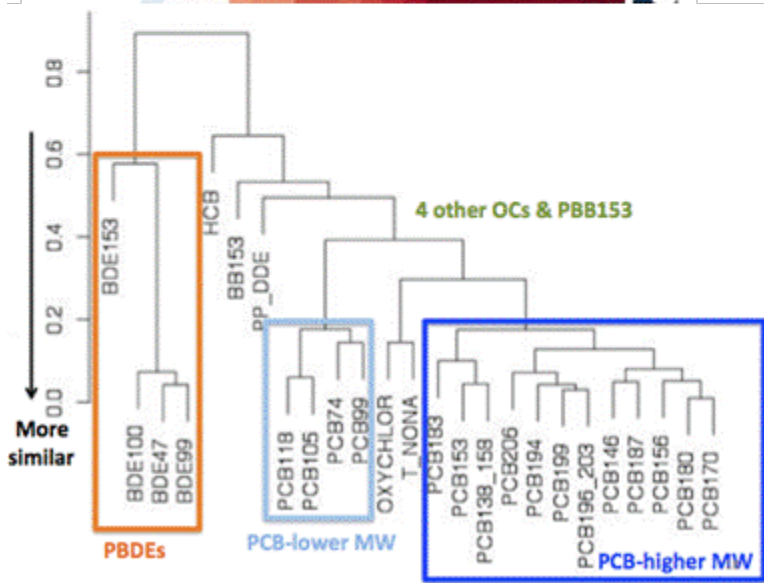 0.8
0.6
0.4
0.2
0.0
More
similar
BDE153
BDE100
BDE47
BDE99
PBDEs
HCB
BB153
PP_DDE
4 other OCs & PBB153
PCB118
PCB105
PCB74
PCB99
PCB-lower MW
OXYCHLOR
T_NONA
PCB183
PCB153
PCB138_158
PCB206
PCB194
PCB199
PCB196_203
PCB146
PCB187
PCB156
PCB180
PCB170
PCB-higher MW